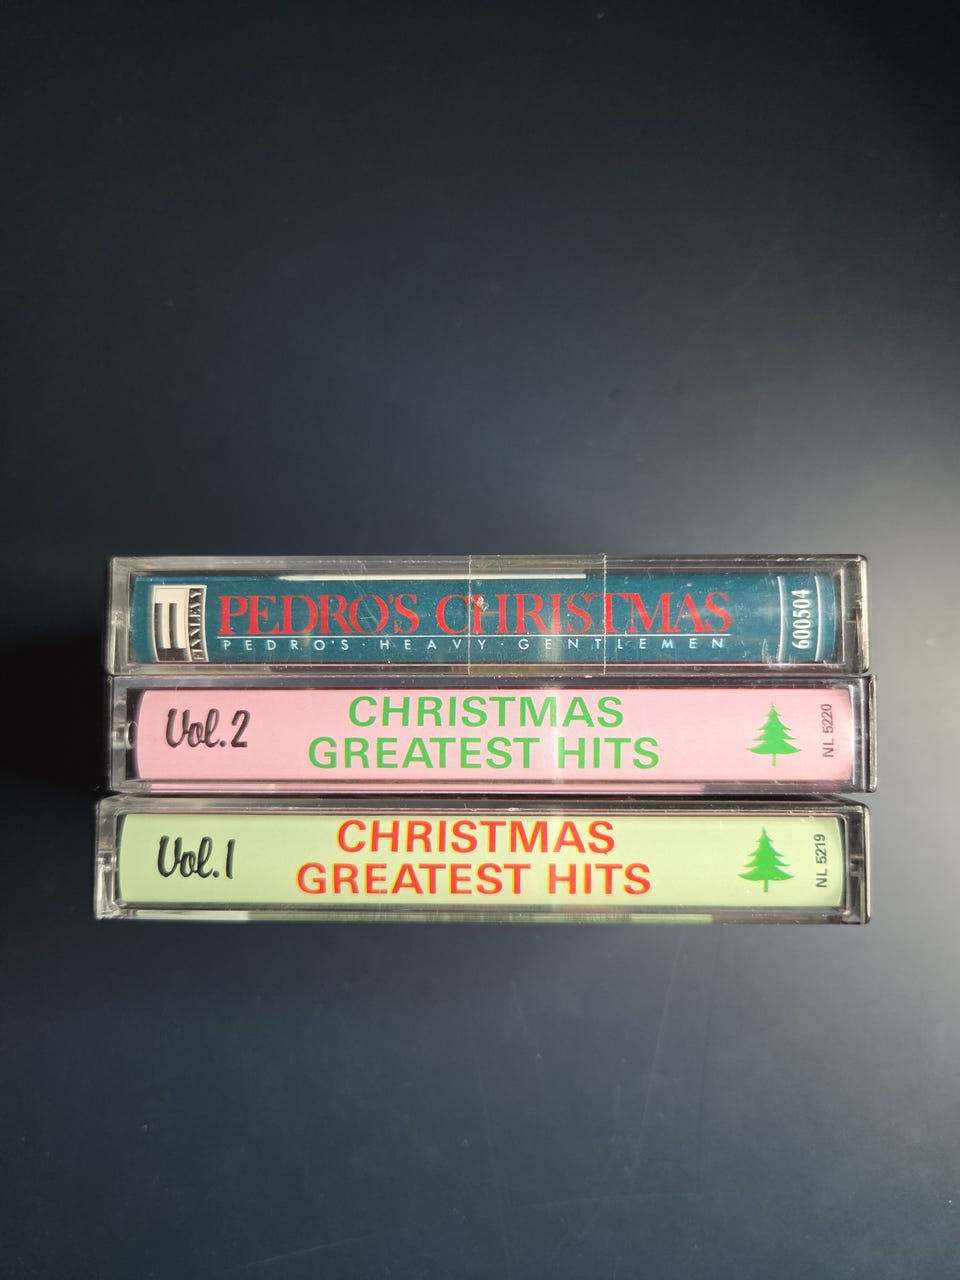 FINNLEVY
PEDRO'S CHRISTMAS
PEDRO'S·HEAVY GENTLEMEN
600504
Vol.2
CHRISTMAS
GREATEST HITS
NL 5220
Vol.1
CHRISTMAS
GREATEST HITS
NL 5219